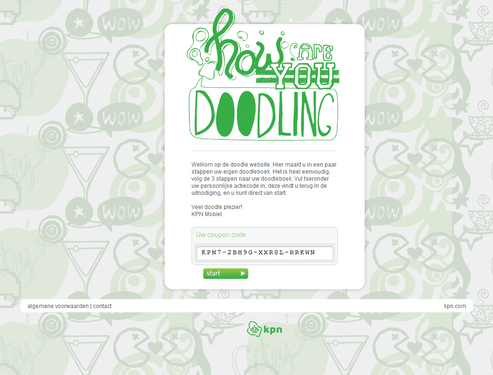 how are
YOU
DOODLING
WOW
WOW
WOW
WOW
Welkom op de doodle website. Hier maakt u in een paar
stappen uw eigen doodleboek. Het is heel eenvoudig,
volg de 3 stappen naar uw doodleboek. Vul hieronder
uw persoonlijke actiecode in, deze vindt u terug in de
uitnodiging, en u kunt direct van start.
Veel doodle plezier!
KPN Mobiel
Uw coupon code
KPN7-2BH9G-XXR8L-RRKWN
start
algemene voorwaarden | contact
kpn.com
kpn